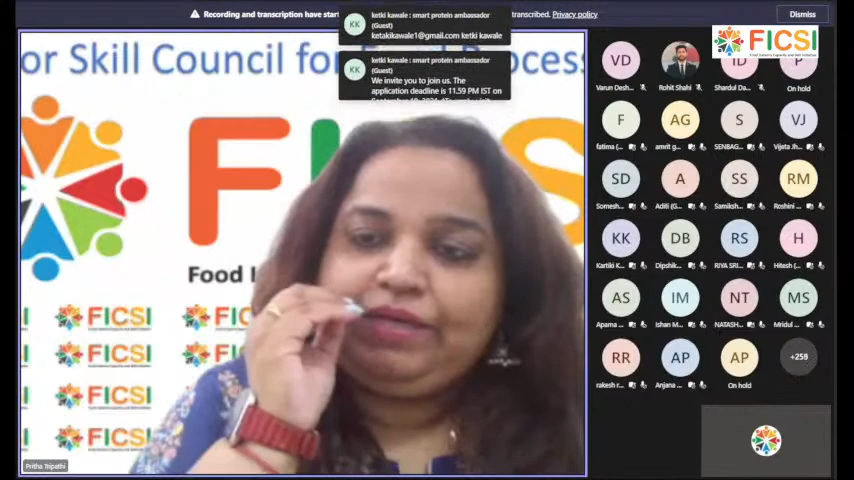 Recording and transcription have star
transcribed. Privacy policy
Dismiss
KK
ketki kawale : smart protein ambassador
(Guest)
ketakikawale1@gmail.com ketki kawale
KK
ketki kawale : smart protein ambassador
(Guest)
We invite you to join us. The
application deadline is 11.59 PM IST on
or Skill Council for
FICSI
F
Food I
FICSI
FIC
FICSI
FICSI
FICSI
FICSI
Pritha Tripathi
VD
ID
P
Varun Desh...
Rohit Shahi
Shardul Da...
On hold
F
AG
S
VJ
fatima (...
amrit g...
SENBAG...
Vijeta Jh...
SD
A
SS
RM
Somesh...
Aditi (G...
Samiksh...
Roshini ...
KK
DB
RS
H
Kartiki K...
Dipshik...
RIYA SRI...
Hitesh (...
AS
IM
NT
MS
Aparna ...
Ishan M...
NATASH...
Mridul ...
RR
AP
AP
+259
rakesh r...
Anjana ...
On hold